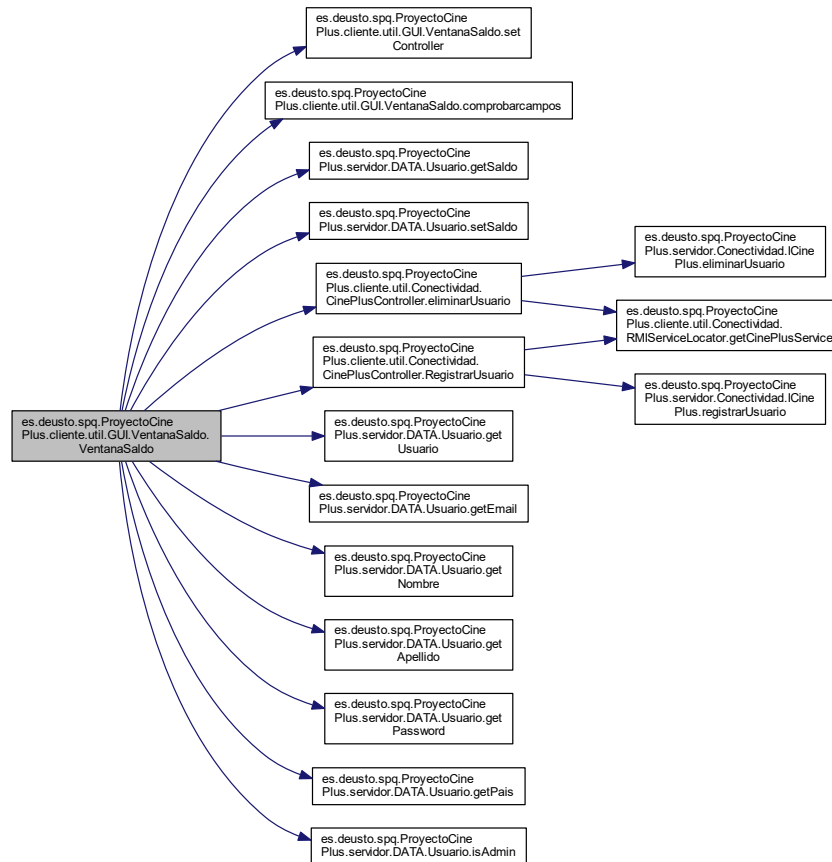 es.deusto.spq.ProyectoCine
Plus.cliente.util.GUI.VentanaSaldo.set
Controller
es.deusto.spq.ProyectoCine
Plus.cliente.util.GUI.VentanaSaldo.comprobarcampos
es.deusto.spq.ProyectoCine
Plus.servidor.DATA.Usuario.getSaldo
es.deusto.spq.ProyectoCine
Plus.servidor.DATA.Usuario.setSaldo
es.deusto.spq.ProyectoCine
Plus.servidor.Conectividad.ICine
Plus.eliminarUsuario
es.deusto.spq.ProyectoCine
Plus.cliente.util.Conectividad.
CinePlusController.eliminarUsuario
es.deusto.spq.ProyectoCine
Plus.cliente.util.Conectividad.
RMIServiceLocator.getCinePlusService
es.deusto.spq.ProyectoCine
Plus.cliente.util.Conectividad.
CinePlusController.RegistrarUsuario
es.deusto.spq.ProyectoCine
Plus.servidor.Conectividad.ICine
Plus.registrarUsuario
es.deusto.spq.ProyectoCine
Plus.cliente.util.GUI.VentanaSaldo.
VentanaSaldo
es.deusto.spq.ProyectoCine
Plus.servidor.DATA.Usuario.get
Usuario
es.deusto.spq.ProyectoCine
Plus.servidor.DATA.Usuario.getEmail
es.deusto.spq.ProyectoCine
Plus.servidor.DATA.Usuario.get
Nombre
es.deusto.spq.ProyectoCine
Plus.servidor.DATA.Usuario.get
Apellido
es.deusto.spq.ProyectoCine
Plus.servidor.DATA.Usuario.get
Password
es.deusto.spq.ProyectoCine
Plus.servidor.DATA.Usuario.getPais
es.deusto.spq.ProyectoCine
Plus.servidor.DATA.Usuario.isAdmin